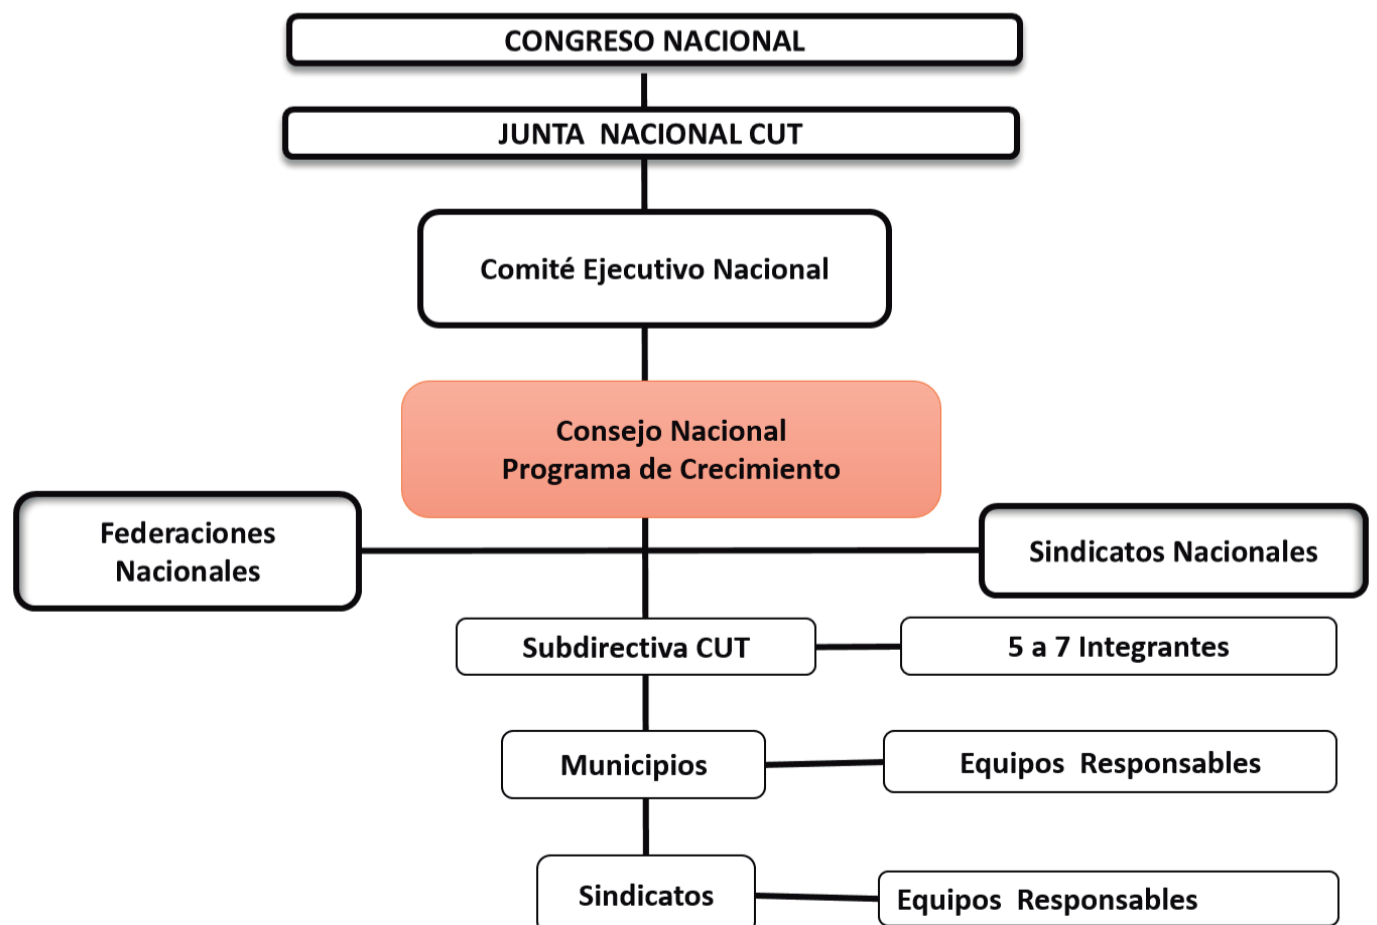 CONGRESO NACIONAL
JUNTA NACIONAL CUT
Comité Ejecutivo Nacional
Consejo Nacional
Programa de Crecimiento
Federaciones
Nacionales
Sindicatos Nacionales
Subdirectiva CUT
5 a 7 Integrantes
Municipios
Equipos Responsables
Sindicatos
Equipos Responsables